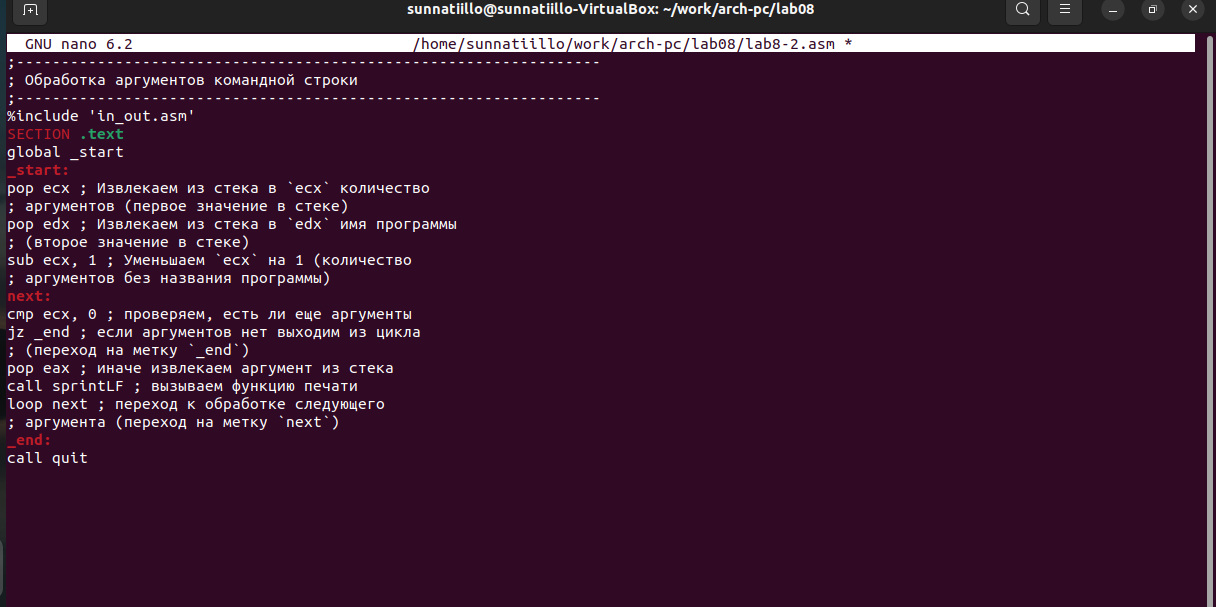 sunnatiillo@sunnatiillo-VirtualBox: ~/work/arch-pc/lab08
GNU nano 6.2 /home/sunnatiillo/work/arch-pc/lab08/lab8-2.asm *
;-----------------------------------------------------------------
; Обработка аргументов командной строки
;-----------------------------------------------------------------
%include 'in_out.asm'
SECTION .text
global _start
_start:
pop ecx ; Извлекаем из стека в `ecx` количество
; аргументов (первое значение в стеке)
pop edx ; Извлекаем из стека в `edx` имя программы
; (второе значение в стеке)
sub ecx, 1 ; Уменьшаем `ecx` на 1 (количество
; аргументов без названия программы)
next:
cmp ecx, 0 ; проверяем, есть ли еще аргументы
jz _end ; если аргументов нет выходим из цикла
; (переход на метку `_end`)
pop eax ; иначе извлекаем аргумент из стека
call sprintLF ; вызываем функцию печати
loop next ; переход к обработке следующего
; аргумента (переход на метку `next`)
_end:
call quit